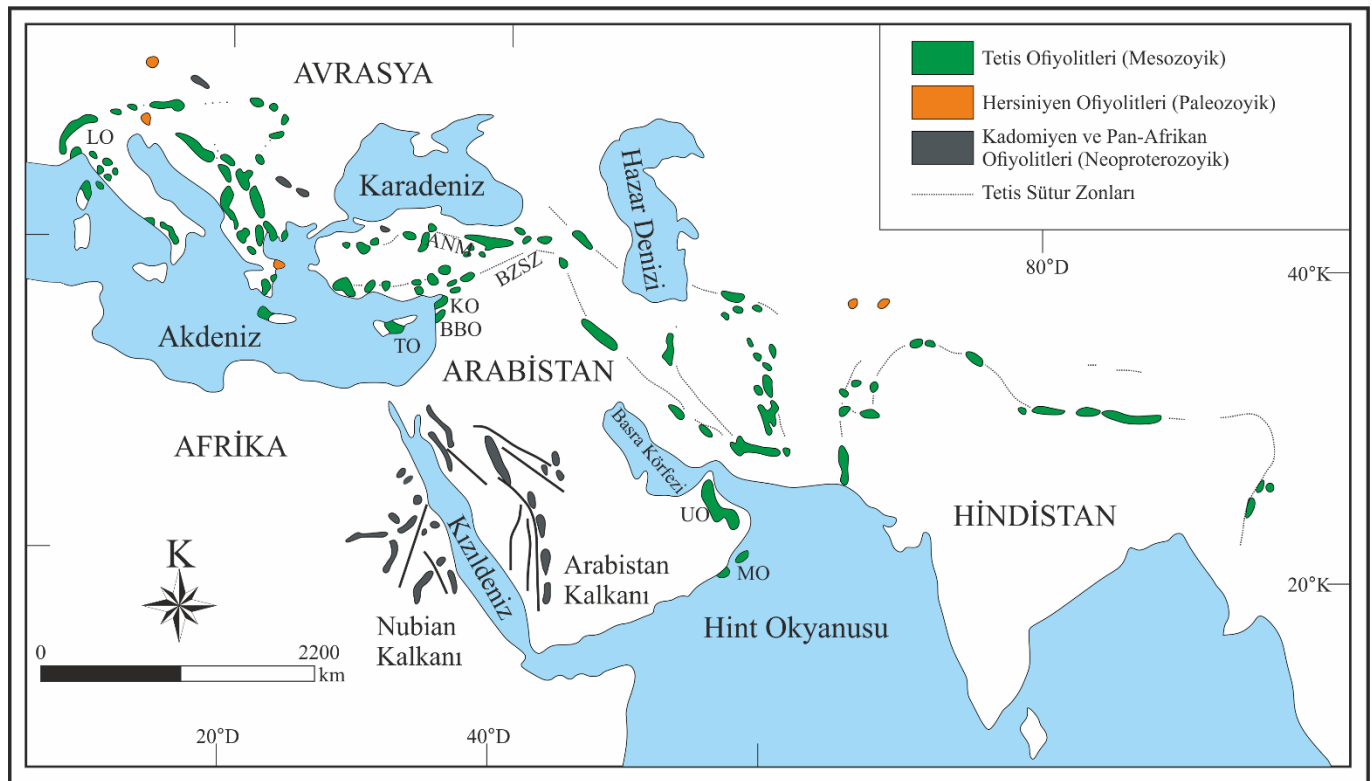 AVRASYA
Tetis Ofiyolitleri (Mesozoyik)
Hersiniyen Ofiyolitleri (Paleozoyik)
Kadomiyen ve Pan-Afrikan
Ofiyolitleri (Neoproterozoyik)
Tetis Sütur Zonları
LO
Karadeniz
Hazar Denizi
ANM
BZSZ
80°D
40°K
KO
BBO
TO
Akdeniz
ARABİSTAN
AFRİKA
Basra Körfezi
UO
HİNDİSTAN
MO
Kızıldeniz
Arabistan
Kalkanı
K
20°K
Nubian
Kalkanı
Hint Okyanusu
0
2200
km
20°D
40°D